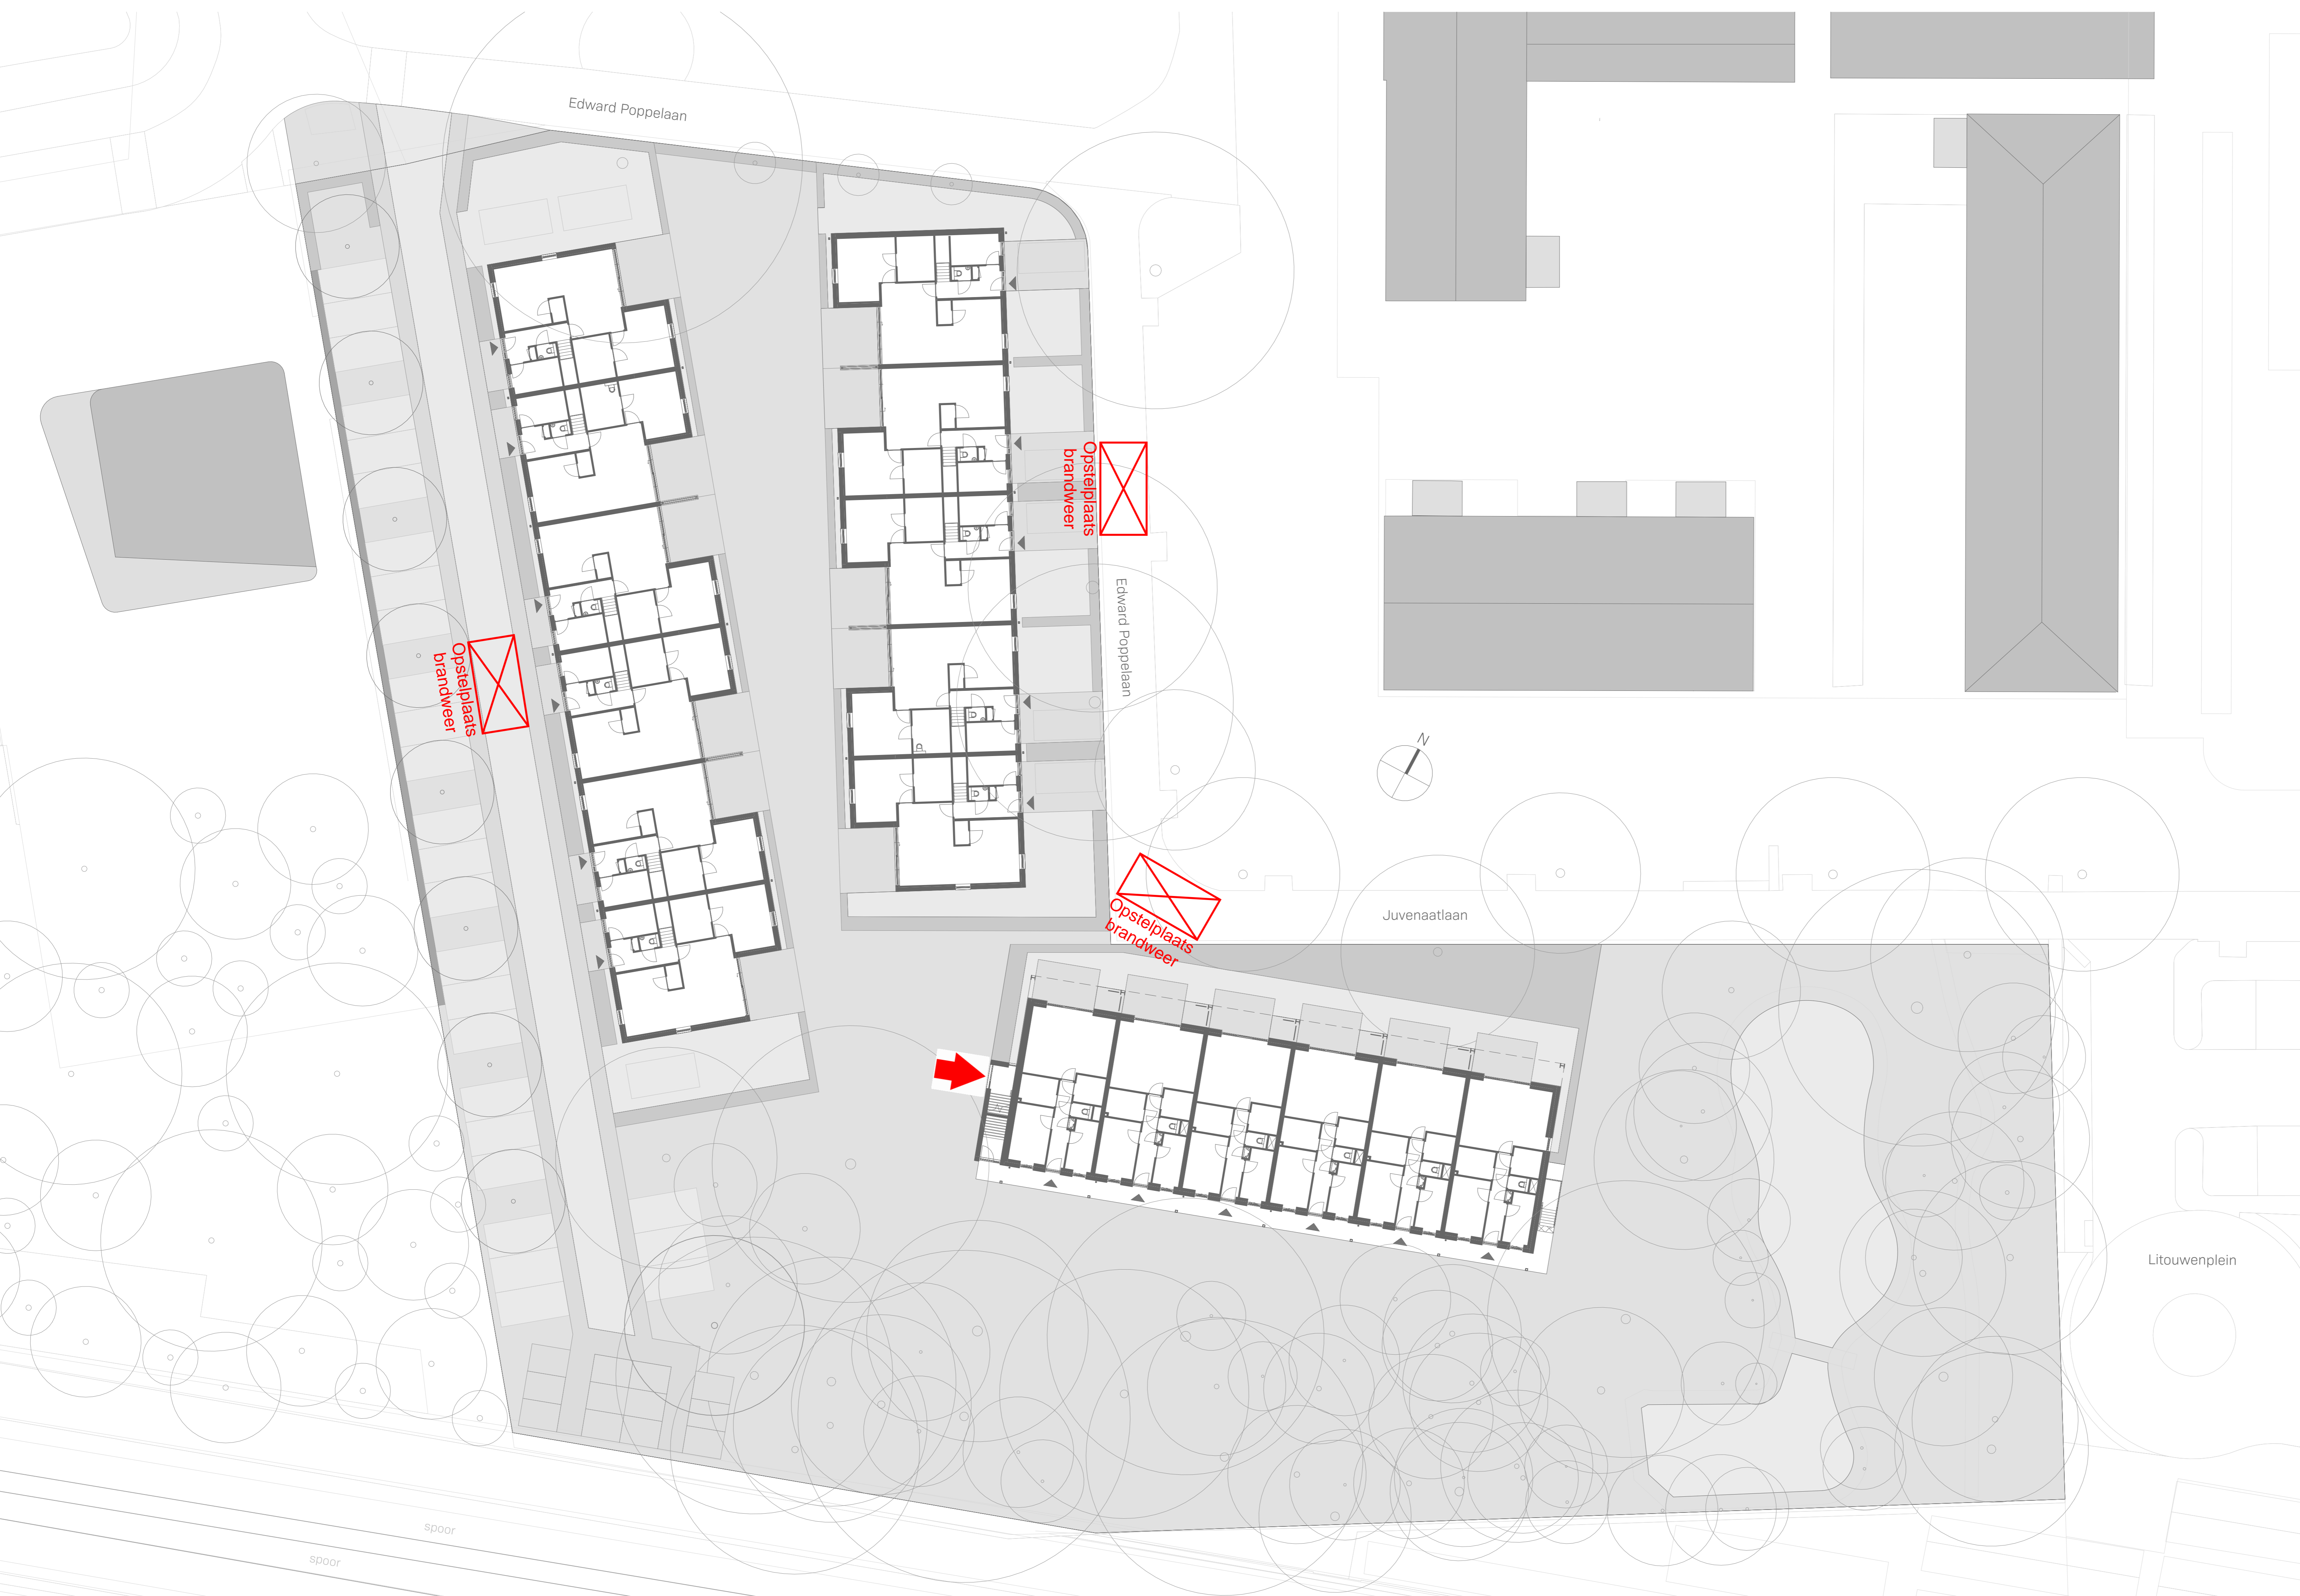 Edward Poppelaan
Opstelplaats
brandweer
Edward Poppelaan
Opstelplaats
brandweer
N
Opstelplaats
brandweer
Juvenaatlaan
Litouwenplein
spoor
spoor